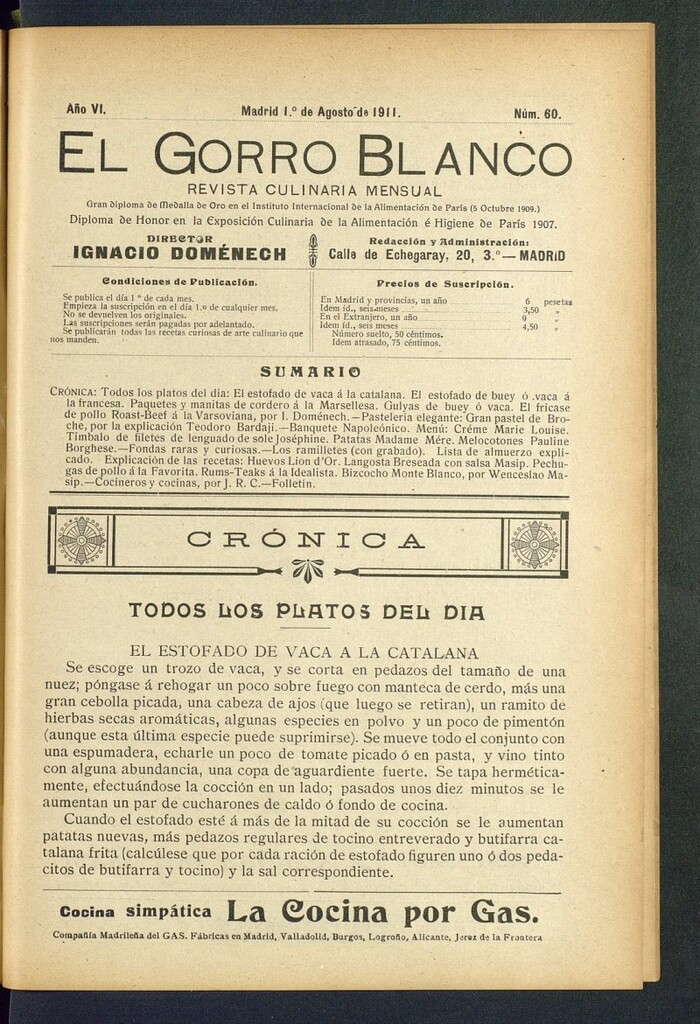 Año VI.
Madrid 1.º de Agosto de 1911.
Núm. 60.
EL GORRO BLANCO
REVISTA CULINARIA MENSUAL
Gran diploma de Medalla de Oro en el Instituto Internacional de la Alimentación de París (5 Octubre 1909.)
Diploma de Honor en la Exposición Culinaria de la Alimentación é Higiene de París 1907.
DIRECTOR
IGNACIO DOMÉNECH
Redacción y Administración:
Calle de Echegaray, 20, 3.º — MADRID
Condiciones de Publicación.
Se publica el día 1 º de cada mes.
Empieza la suscripción en el día 1.º de cualquier mes.
No se devuelven los originales.
Las suscripciones serán pagadas por adelantado.
Se publicarán todas las recetas curiosas de arte culinario que
nos manden.
Precios de Suscripción.
En Madrid y provincias, un año 6 pesetas
Idem íd., seis meses 3,50 „
En el Extranjero, un año 9 „
Idem íd., seis meses 4,50 „
Número suelto, 50 céntimos.
Idem atrasado, 75 céntimos.
SUMARIO
CRÓNICA: Todos los platos del día: El estofado de vaca á la catalana. El estofado de buey ó vaca á
la francesa. Paquetes y manitas de cordero á la Marsellesa. Gulyas de buey ó vaca. El fricase
de pollo Roast-Beef á la Varsoviana, por I. Doménech.—Pasteleria elegante: Gran pastel de Bro-
che, por la explicación Teodoro Bardaji.—Banquete Napoleónico. Menú: Créme Marie Louise.
Timbalo de filetes de lenguado de sole Joséphine. Patatas Madame Mére. Melocotones Pauline
Borghese.—Fondas raras y curiosas.—Los ramilletes (con grabado). Lista de almuerzo expli-
cado. Explicación de las recetas: Huevos Lion d'Or. Langosta Breseada con salsa Masip. Pechu-
gas de pollo á la Favorita. Rums-Teaks á la Idealista. Bizcocho Monte Blanco, por Wenceslao Ma-
sip.—Cocineros y cocinas, por J. R. C.—Folletin.
CRÓNICA
TODOS LOS PLATOS DEL DIA
EL ESTOFADO DE VACA A LA CATALANA
Se escoge un trozo de vaca, y se corta en pedazos del tamaño de una
nuez; póngase á rehogar un poco sobre fuego con manteca de cerdo, más una
gran cebolla picada, una cabeza de ajos (que luego se retiran), un ramito de
hierbas secas aromáticas, algunas especies en polvo y un poco de pimentón
(aunque esta última especie puede suprimirse). Se mueve todo el conjunto con
una espumadera, echarle un poco de tomate picado ó en pasta, y vino tinto
con alguna abundancia, una copa de aguardiente fuerte. Se tapa herméticamente,
mente, efectuándose la cocción en un lado; pasados unos diez minutos se le
aumentan un par de cucharones de caldo ó fondo de cocina.
Cuando el estofado esté á más de la mitad de su cocción se le aumentan
patatas nuevas, más pedazos regulares de tocino entreverado y butifarra ca-
talana frita (calcúlese que por cada ración de estofado figuren uno ó dos peda-
citos de butifarra y tocino) y la sal correspondiente.
Cocina simpática La Cocina por Gas.
Compañía Madrileña del GAS. Fábricas en Madrid, Valladolid, Burgos, Logroño, Alicante, Jerez de la Frontera